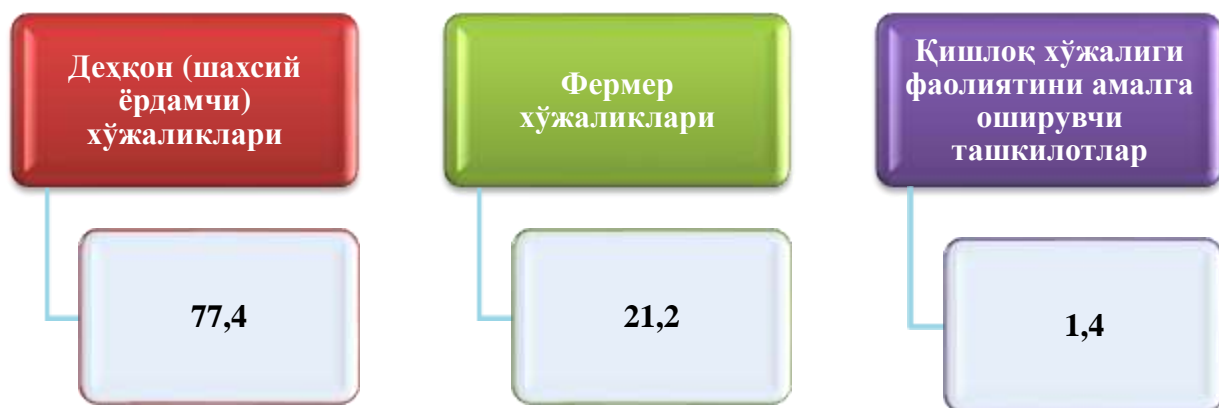 Деҳқон (шахсий
ёрдамчи)
хўжаликлари
77,4
Фермер
хўжаликлари
21,2
Қишлоқ хўжалиги
фаолиятини амалга
оширувчи
ташкилотлар
1,4